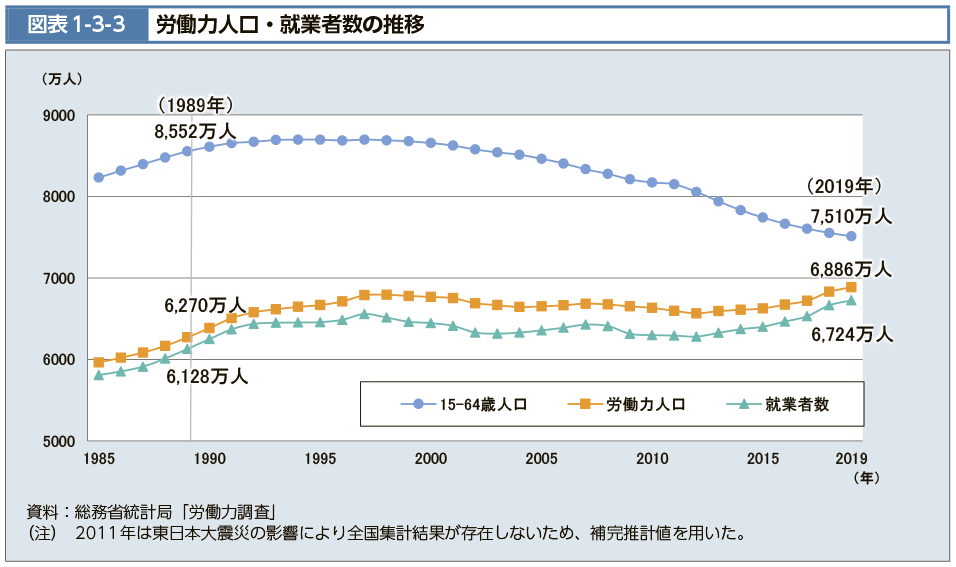 図表1-3-3 労働力人口・就業者数の推移
(万人)
9000
8000
7000
6000
5000
(1989年)
8,552万人
(2019年)
7,510万人
6,886万人
6,270万人
6,724万人
6,128万人
15-64歳人口 労働力人口 就業者数
1985 1990 1995 2000 2005 2010 2015 2019
(年)
資料:総務省統計局「労働力調査」
(注) 2011年は東日本大震災の影響により全国集計結果が存在しないため、補完推計値を用いた。